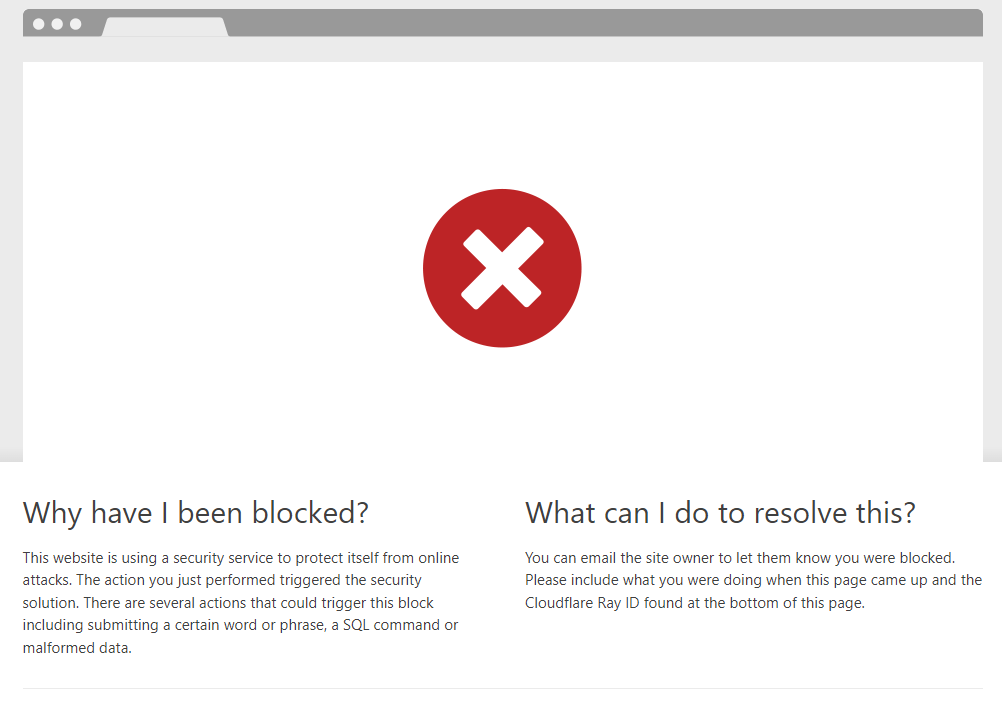 Why have I been blocked?
This website is using a security service to protect itself from online
attacks. The action you just performed triggered the security
solution. There are several actions that could trigger this block
including submitting a certain word or phrase, a SQL command or
malformed data.
What can I do to resolve this?
You can email the site owner to let them know you were blocked.
Please include what you were doing when this page came up and the
Cloudflare Ray ID found at the bottom of this page.